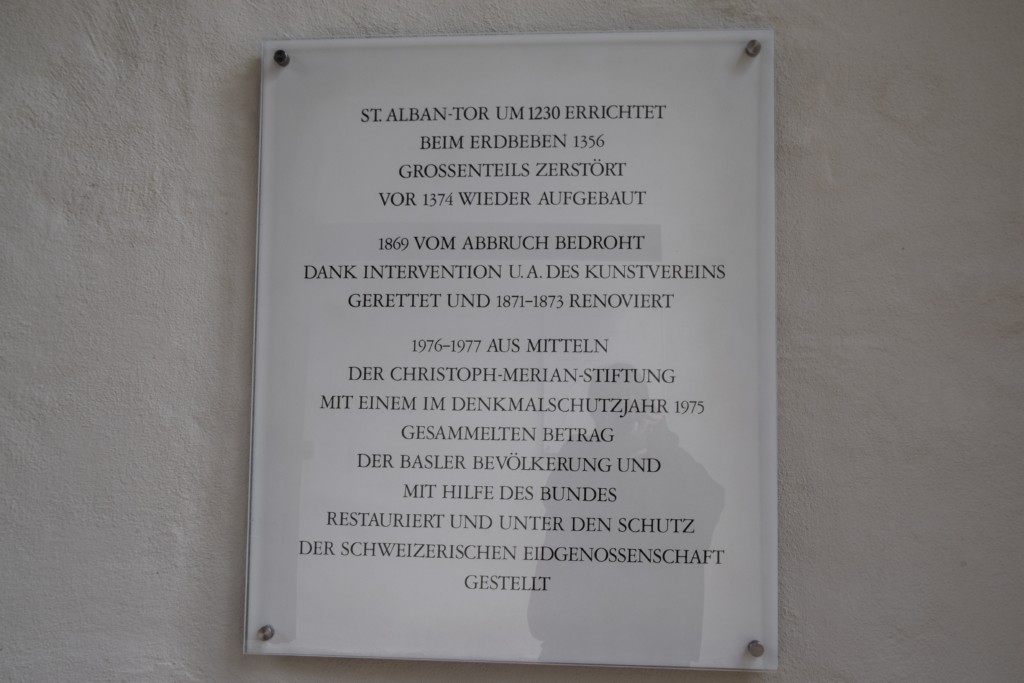 ST. ALBAN-TOR UM 1230 ERRICHTET
BEIM ERDBEBEN 1356
GROSSENTEILS ZERSTÖRT
VOR 1374 WIEDER AUFGEBAUT
1869 VOM ABBRUCH BEDROHT
DANK INTERVENTION U. A. DES KUNSTVEREINS
GERETTET UND 1871–1873 RENOVIERT
1976–1977 AUS MITTELN
DER CHRISTOPH-MERIAN-STIFTUNG
MIT EINEM IM DENKMALSCHUTZJAHR 1975
GESAMMELTEN BETRAG
DER BASLER BEVÖLKERUNG UND
MIT HILFE DES BUNDES
RESTAURIERT UND UNTER DEN SCHUTZ
DER SCHWEIZERISCHEN EIDGENOSSENSCHAFT
GESTELLT